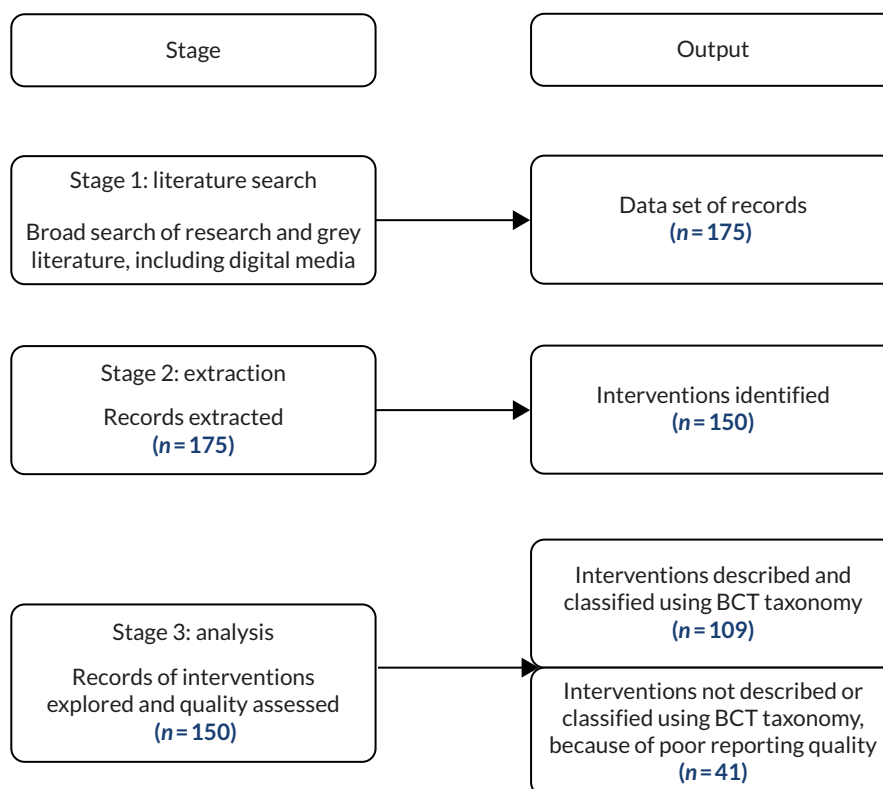 Stage
Output
Stage 1: literature search
Broad search of research and grey
literature, including digital media
Data set of records
(n = 175)
Stage 2: extraction
Records extracted
(n = 175)
Interventions identified
(n = 150)
Stage 3: analysis
Records of interventions
explored and quality assessed
(n = 150)
Interventions described and
classified using BCT taxonomy
(n = 109)
Interventions not described or
classified using BCT taxonomy,
because of poor reporting quality
(n = 41)